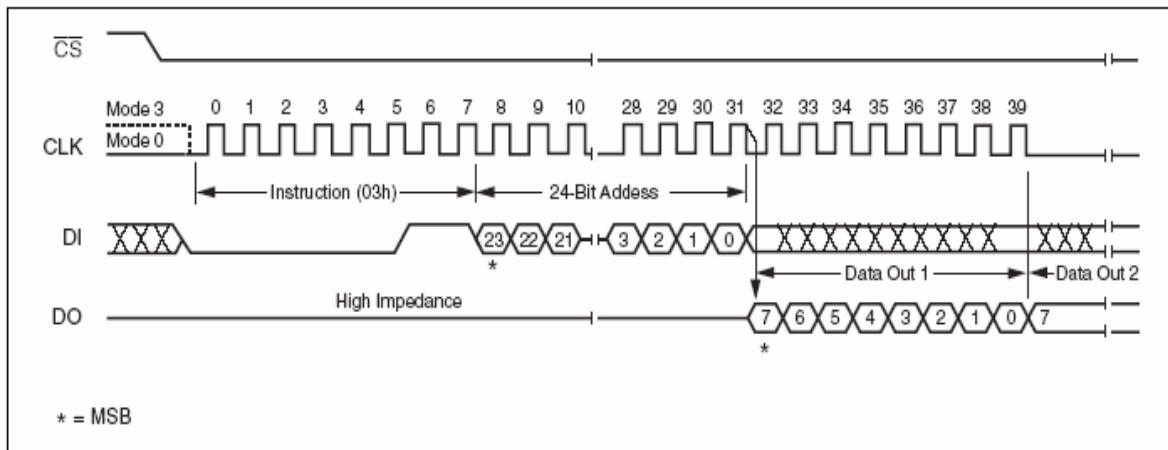 CS
Mode 3
0 1 2 3 4 5 6 7 8 9 10 28 29 30 31 32 33 34 35 36 37 38 39
CLK
Mode 0
Instruction (03h)
24-Bit Addess
DI
23 22 21 3 2 1 0
*
Data Out 1
Data Out 2
High Impedance
DO
7 6 5 4 3 2 1 0 7
*
* = MSB